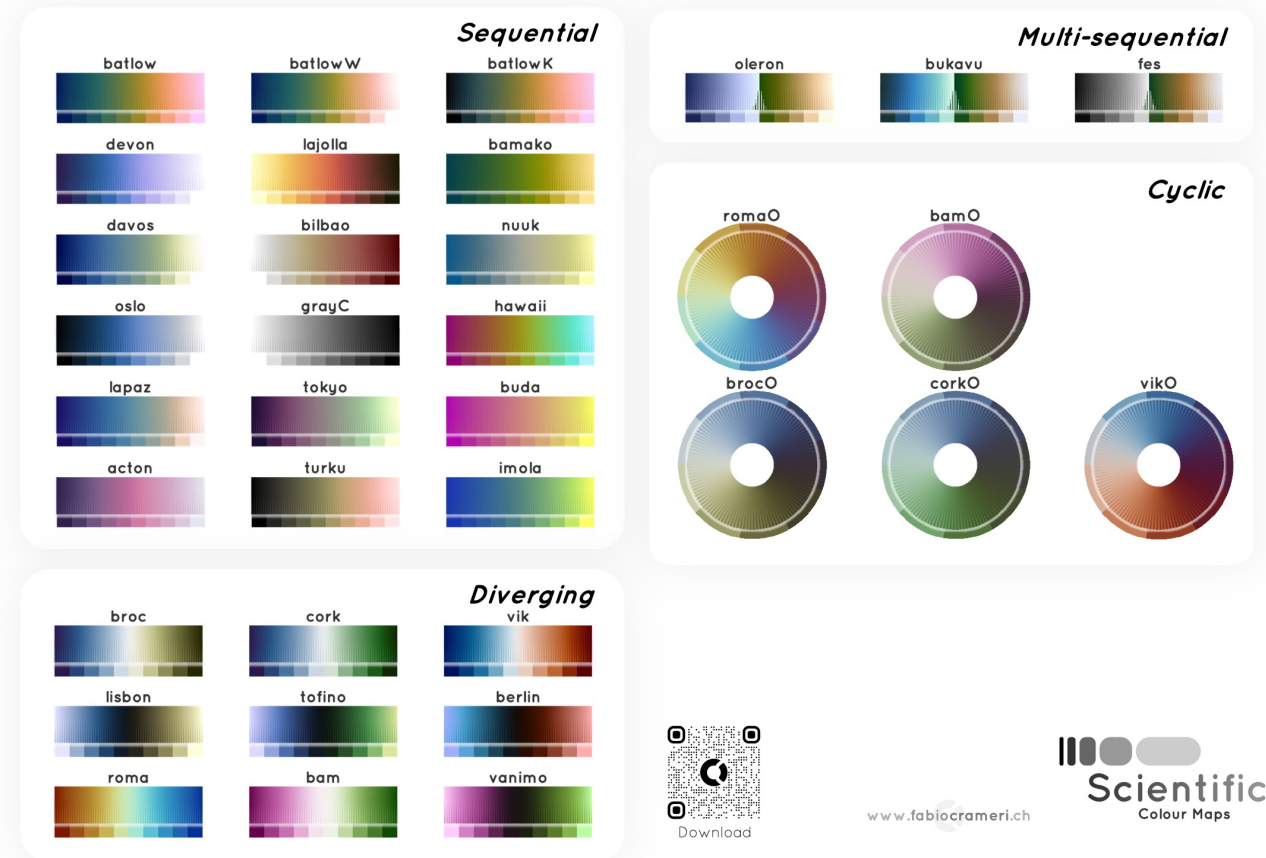 Sequential
batlow batlowW batlowK
devon lajolla bamako
davos bilbao nuuk
oslo grayC hawaii
lapaz tokyo buda
acton turku imola
Diverging
broc cork vik
lisbon tofino berlin
roma bam vanimo
Multi-sequential
oleron bukavu fes
Cyclic
romaO bamO
brocO corkO vikO
Download
www.fabiocrameri.ch
Scientific
Colour Maps